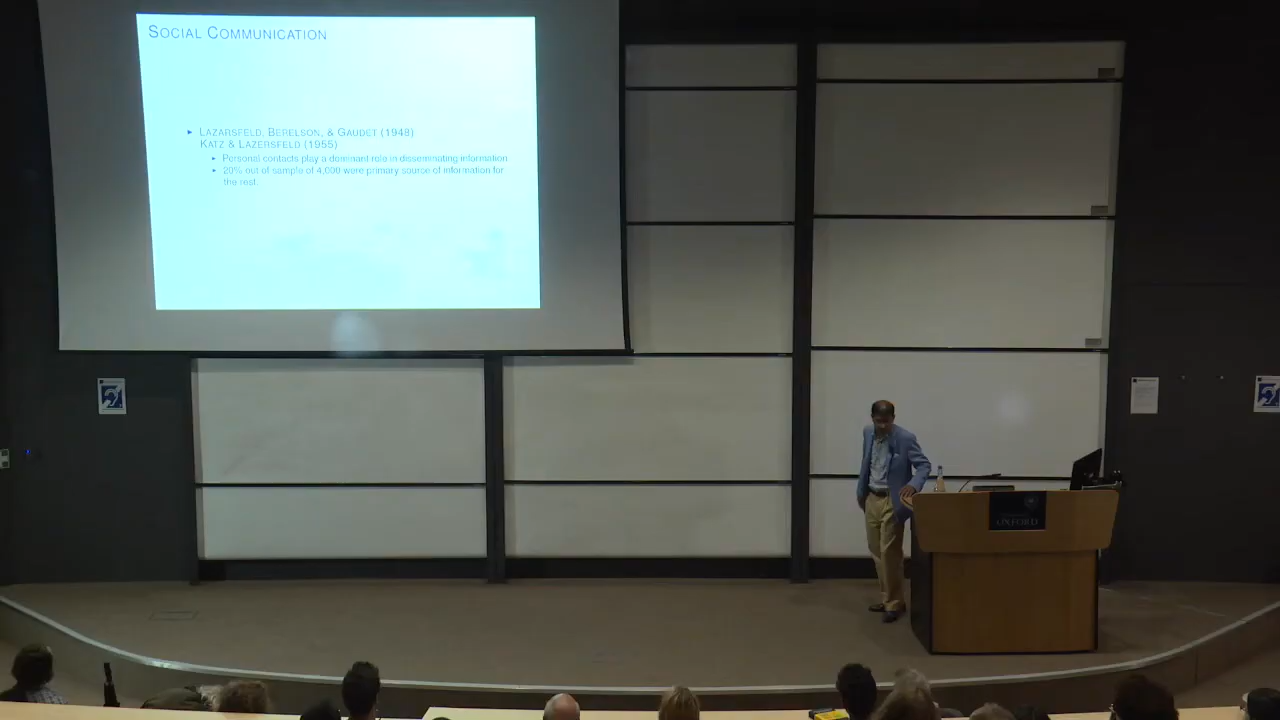 SOCIAL COMMUNICATION
▸ LAZARSFELD, BERELSON, & GAUDET (1948)
KATZ & LAZERSFELD (1955)
▸ Personal contacts play a dominant role in disseminating information
▸ 20% out of sample of 4,000 were primary source of information for
the rest.
OXFORD